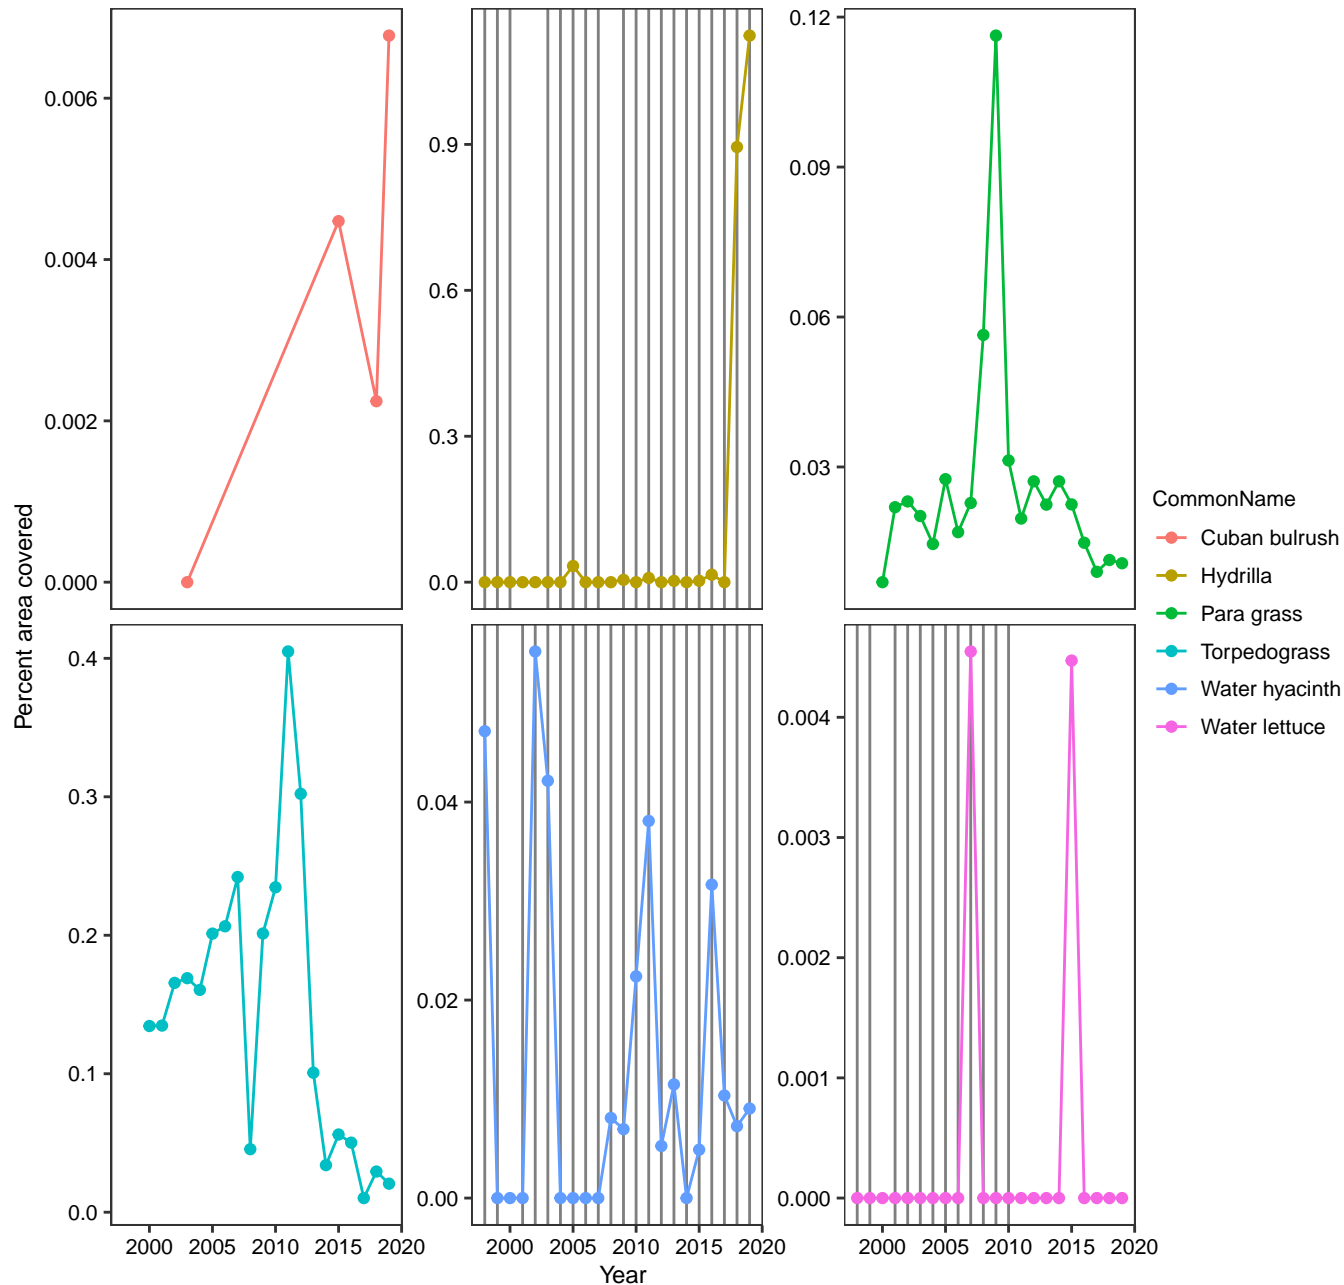 0.006
0.004
0.002
0.000
0.9
0.6
0.3
0.0
0.12
0.09
0.06
0.03
Percent area covered
0.4
0.3
0.2
0.1
0.0
0.04
0.02
0.00
0.004
0.003
0.002
0.001
0.000
2000 2005 2010 2015 2020
2000 2005 2010 2015 2020
2000 2005 2010 2015 2020
Year
CommonName
Cuban bulrush
Hydrilla
Para grass
Torpedograss
Water hyacinth
Water lettuce